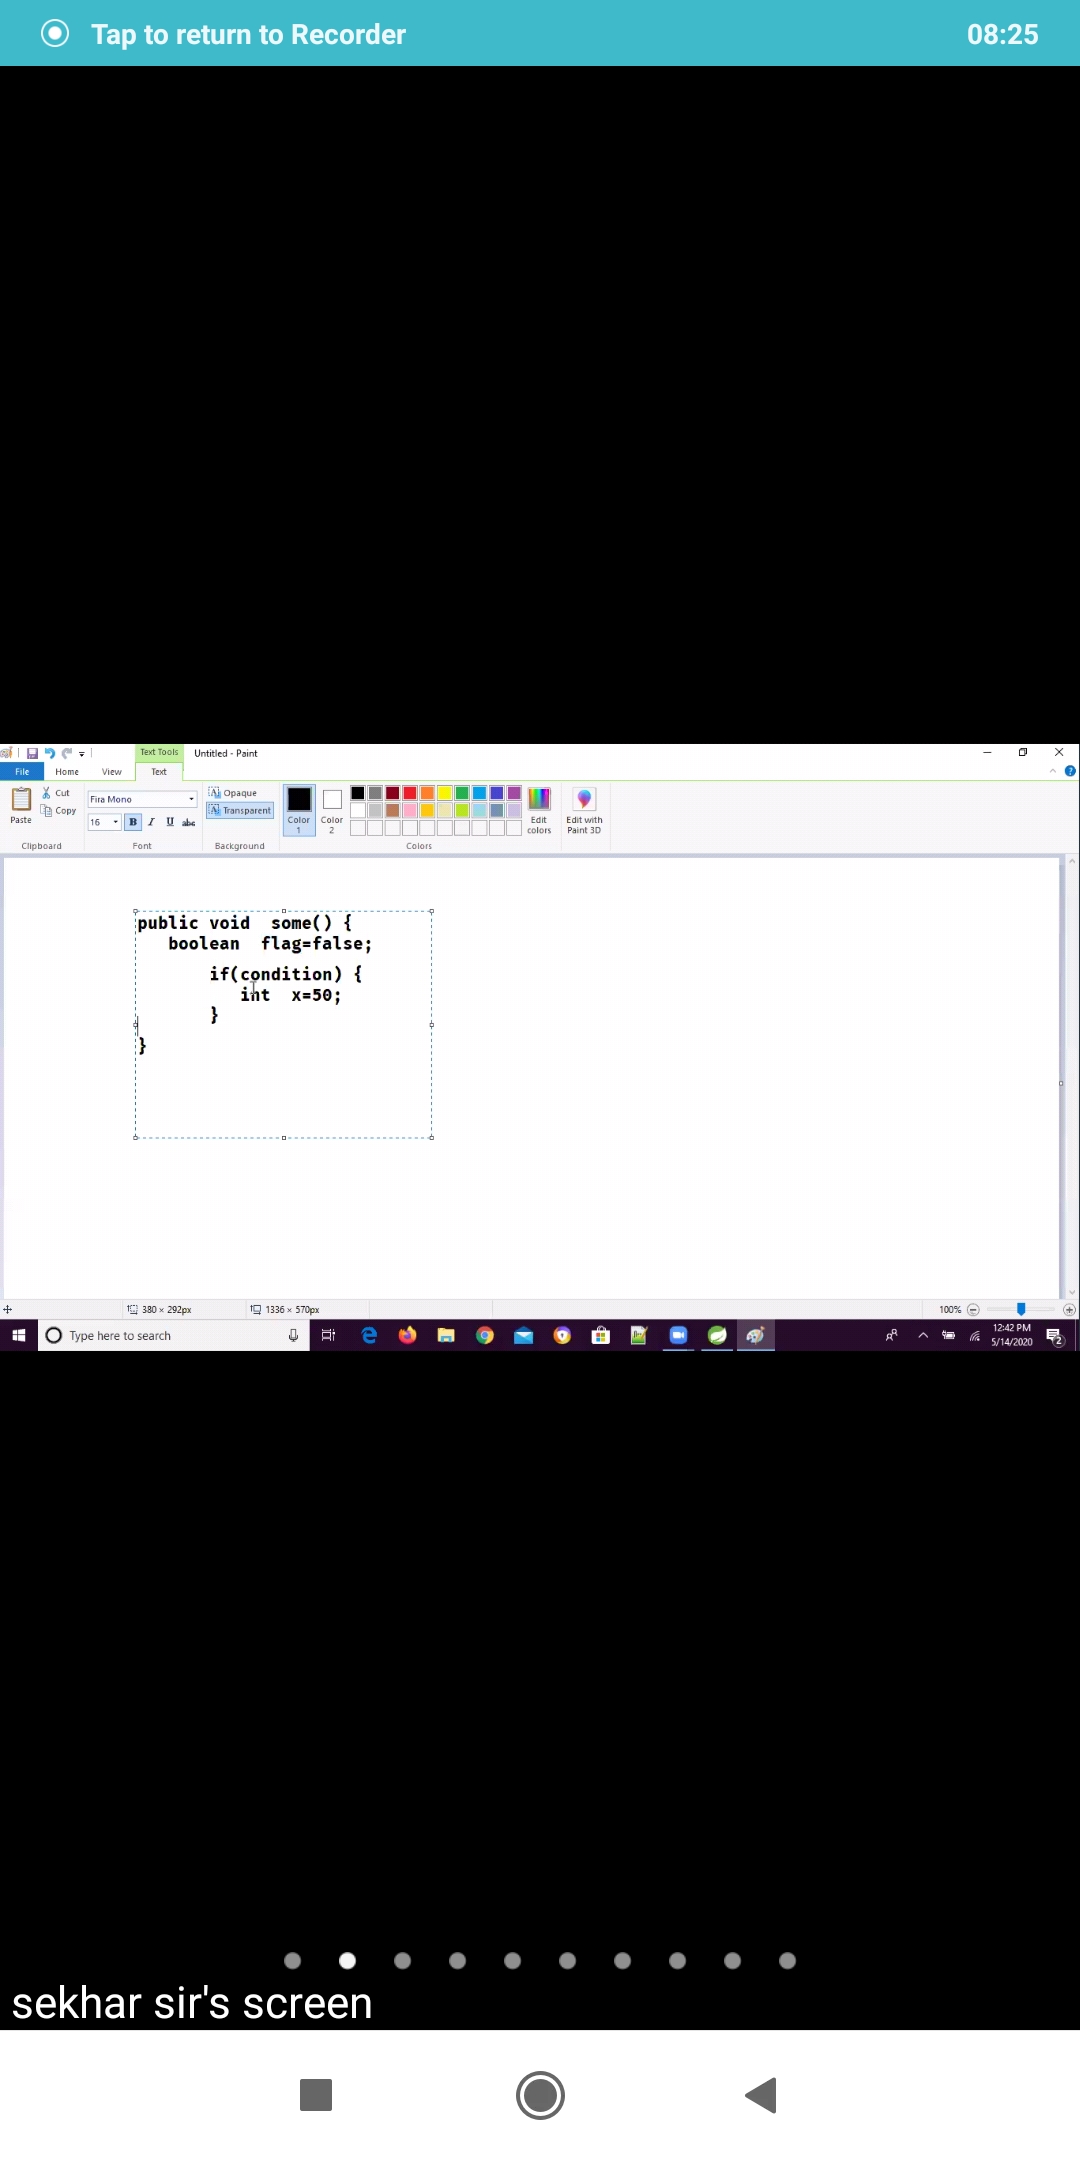 Tap to return to Recorder 08:25
Text Tools Untitled - Paint
File Home View Text
Paste Cut Copy
Clipboard
Fira Mono
16 B I U abc
Font
Opaque
Transparent
Background
Color 1 Color 2 Edit colors
Colors
Edit with Paint 3D
public void some() {
boolean flag=false;
if(condition) {
int x=50;
}
}
380 × 292px 1336 × 570px 100%
Type here to search 12:42 PM
5/14/2020 2
sekhar sir's screen